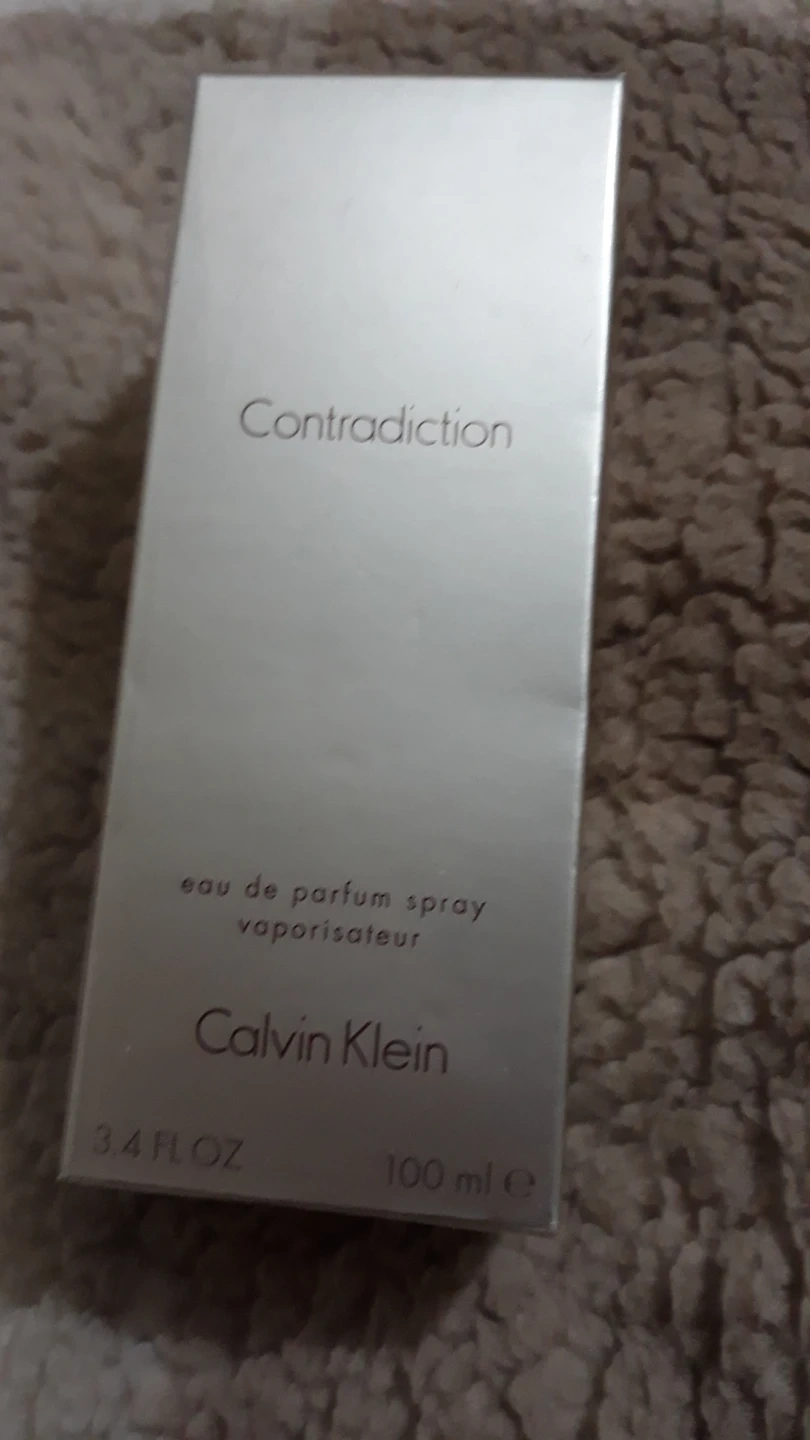 Contradiction
eau de parfum spray
vaporisateur
Calvin Klein
3.4 FL OZ 100 ml ℮